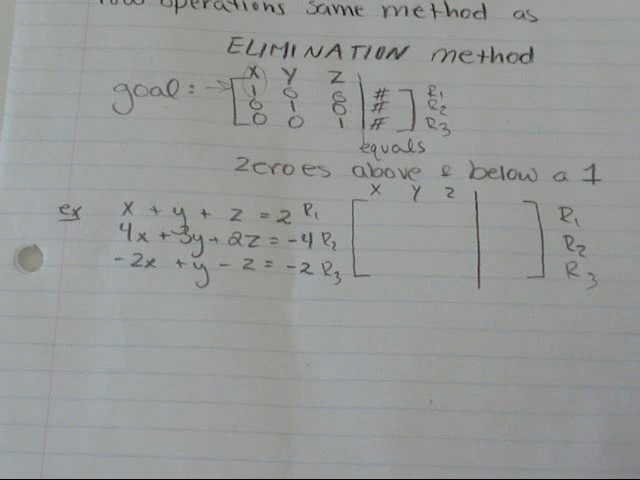 row operations same method as
ELIMINATION method
X Y Z
goal: → [ 1 0 0 | # ] R1
0 1 0 | # R2
0 0 1 | # R3
equals
zeroes above & below a 1
X Y Z
ex x + y + z = 2 R1 [ | ] R1
4x + 3y + 2z = -4 R2 R2
-2x + y - z = -2 R3 R3